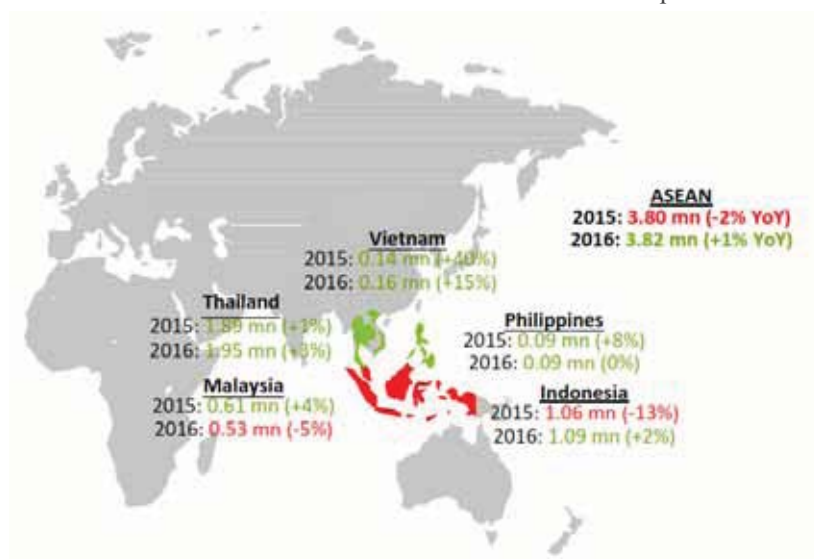 ASEAN
2015: 3.80 mn (-2% YoY)
2016: 3.82 mn (+1% YoY)
Vietnam
2015: 0.14 mn (+40%)
2016: 0.16 mn (+15%)
Thailand
2015: 1.89 mn (+1%)
2016: 1.95 mn (+3%)
Philippines
2015: 0.09 mn (+8%)
2016: 0.09 mn (0%)
Malaysia
2015: 0.61 mn (+4%)
2016: 0.53 mn (-5%)
Indonesia
2015: 1.06 mn (-13%)
2016: 1.09 mn (+2%)